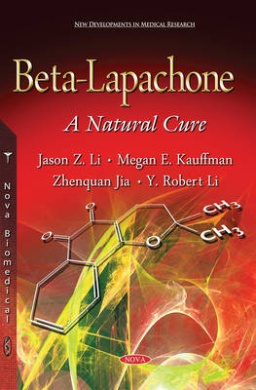 NEW DEVELOPMENTS IN MEDICAL RESEARCH
Beta-Lapachone
A Natural Cure
Jason Z. Li • Megan E. Kauffman
Zhenquan Jia • Y. Robert Li
Nova Biomedical
O
O
O
CH3
CH3
NOVA